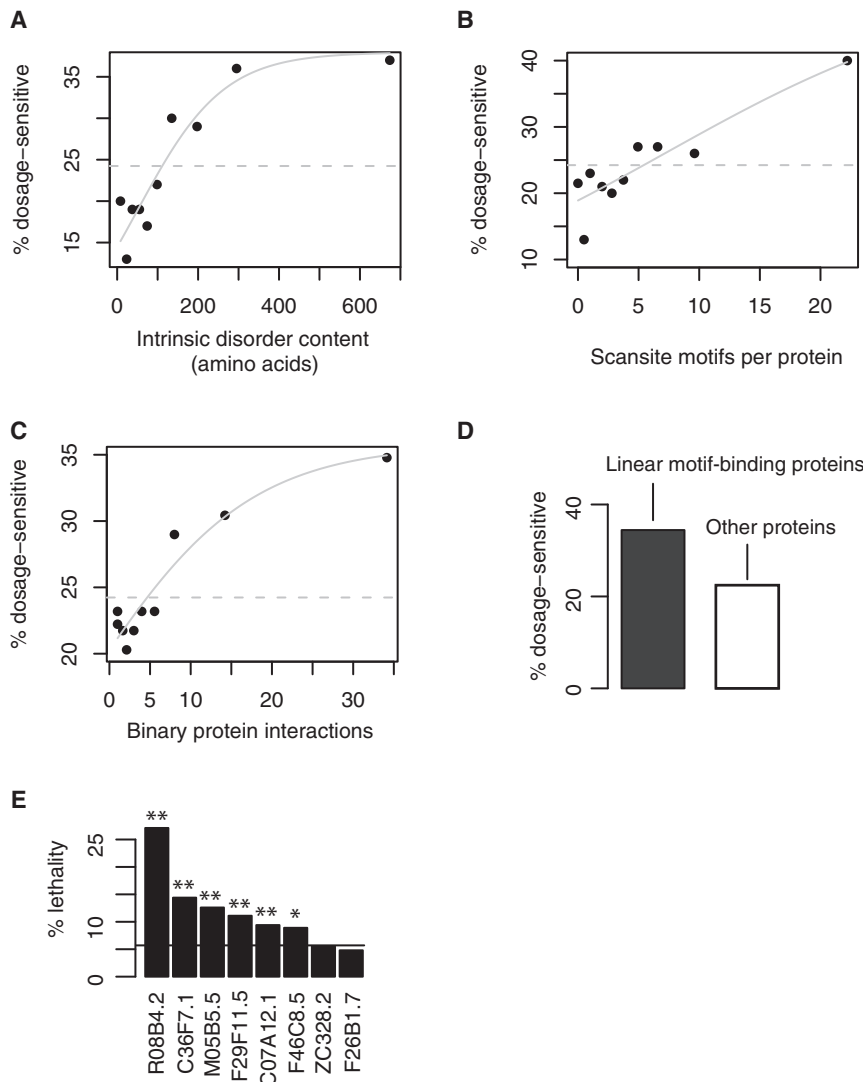 A
% dosage−sensitive
15
25
35
0
200
400
600
Intrinsic disorder content
(amino acids)
B
% dosage−sensitive
10
20
30
40
0
5
10
15
20
Scansite motifs per protein
C
% dosage−sensitive
20
25
30
35
0
5
10
20
30
Binary protein interactions
D
% dosage−sensitive
0
20
40
Linear motif-binding proteins
Other proteins
E
% lethality
0
10
25
**
**
**
**
**
*
R08B4.2
C36F7.1
M05B5.5
F29F11.5
C07A12.1
F46C8.5
ZC328.2
F26B1.7